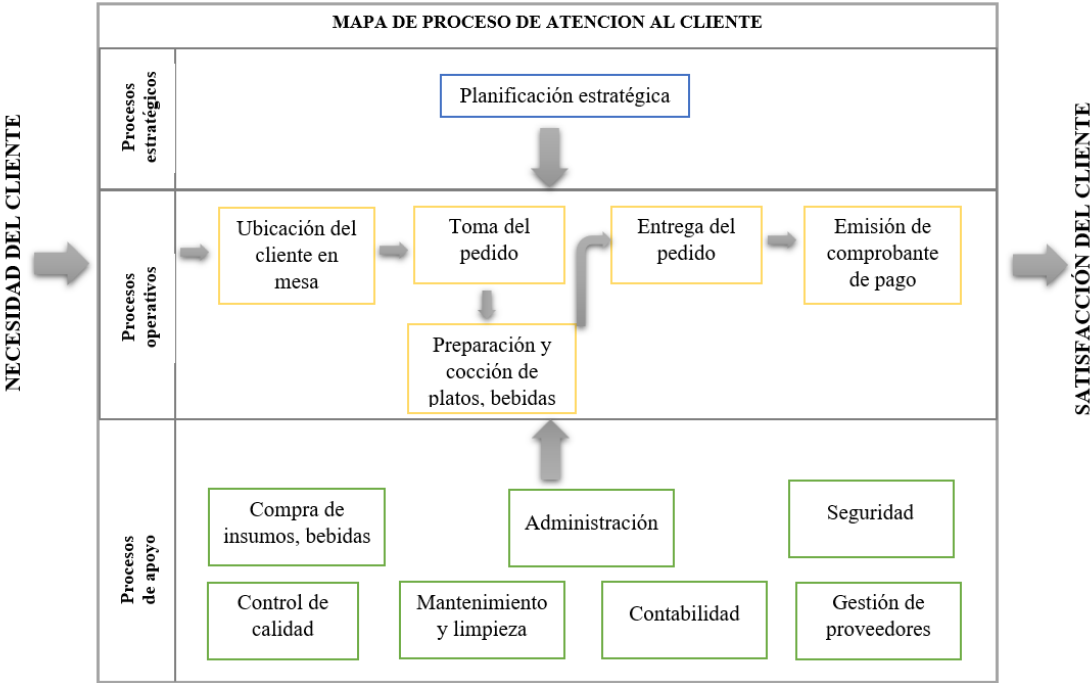 MAPA DE PROCESO DE ATENCION AL CLIENTE
NECESIDAD DEL CLIENTE
Procesos
estratégicos
Planificación estratégica
Procesos
operativos
Ubicación del
cliente en
mesa
Toma del
pedido
Preparación y
cocción de
platos, bebidas
Entrega del
pedido
Emisión de
comprobante
de pago
Procesos
de apoyo
Compra de
insumos, bebidas
Administración
Seguridad
Control de
calidad
Mantenimiento
y limpieza
Contabilidad
Gestión de
proveedores
SATISFACCIÓN DEL CLIENTE